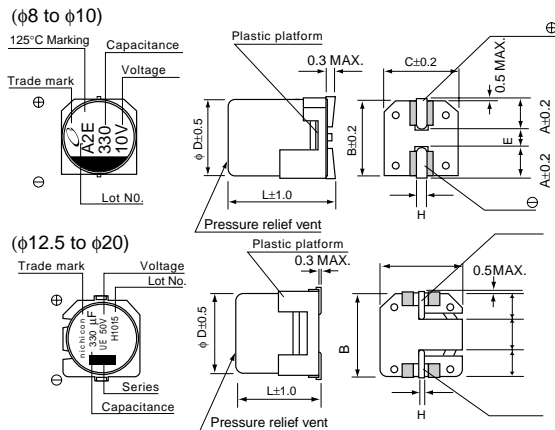 (ϕ8 to ϕ10)
125°C Marking
Capacitance
Trade mark
Voltage
⊕
⊖
A2E
330
10V
Lot N0.
Plastic platform
0.3 MAX.
ϕ D±0.5
L±1.0
Pressure relief vent
⊕
C±0.2
0.5 MAX.
B±0.2
A±0.2
E
A±0.2
H
⊖
(ϕ12.5 to ϕ20)
Trade mark
Voltage
Lot No.
⊕
⊖
nichicon
330 µF
UE 50V
H1015
Series
Capacitance
Plastic platform
0.3 MAX.
ϕ D±0.5
L±1.0
Pressure relief vent
0.5MAX.
B
H